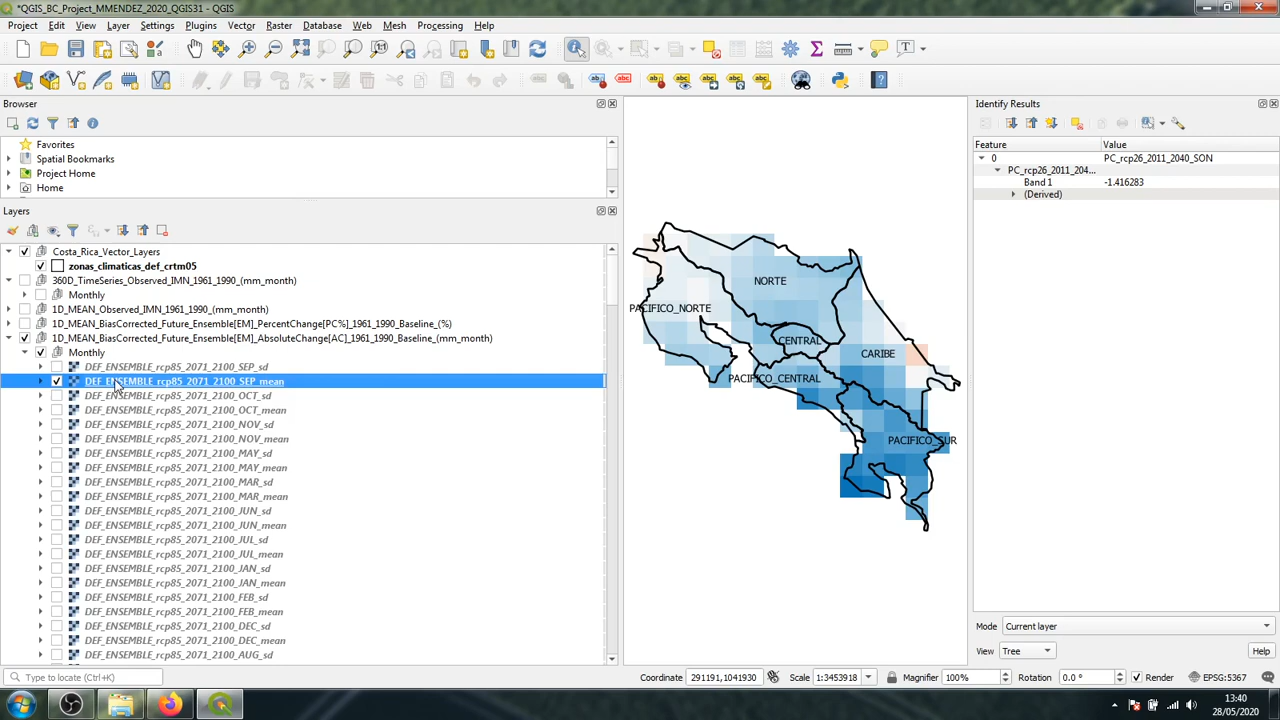 *QGIS_BC_Project_MMENDEZ_2020_QGIS31 - QGIS
Project Edit View Layer Settings Plugins Vector Raster Database Web Mesh Processing Help
Browser
Favorites
Spatial Bookmarks
Project Home
Home
Layers
Costa_Rica_Vector_Layers
zonas_climaticas_def_crtm05
360D_TimeSeries_Observed_IMN_1961_1990_(mm_month)
Monthly
1D_MEAN_Observed_IMN_1961_1990_(mm_month)
1D_MEAN_BiasCorrected_Future_Ensemble[EM]_PercentChange[PC%]_1961_1990_Baseline_(%)
1D_MEAN_BiasCorrected_Future_Ensemble[EM]_AbsoluteChange[AC]_1961_1990_Baseline_(mm_month)
Monthly
DEF_ENSEMBLE_rcp85_2071_2100_SEP_sd
DEF_ENSEMBLE_rcp85_2071_2100_SEP_mean
DEF_ENSEMBLE_rcp85_2071_2100_OCT_sd
DEF_ENSEMBLE_rcp85_2071_2100_OCT_mean
DEF_ENSEMBLE_rcp85_2071_2100_NOV_sd
DEF_ENSEMBLE_rcp85_2071_2100_NOV_mean
DEF_ENSEMBLE_rcp85_2071_2100_MAY_sd
DEF_ENSEMBLE_rcp85_2071_2100_MAY_mean
DEF_ENSEMBLE_rcp85_2071_2100_MAR_sd
DEF_ENSEMBLE_rcp85_2071_2100_MAR_mean
DEF_ENSEMBLE_rcp85_2071_2100_JUN_sd
DEF_ENSEMBLE_rcp85_2071_2100_JUN_mean
DEF_ENSEMBLE_rcp85_2071_2100_JUL_sd
DEF_ENSEMBLE_rcp85_2071_2100_JUL_mean
DEF_ENSEMBLE_rcp85_2071_2100_JAN_sd
DEF_ENSEMBLE_rcp85_2071_2100_JAN_mean
DEF_ENSEMBLE_rcp85_2071_2100_FEB_sd
DEF_ENSEMBLE_rcp85_2071_2100_FEB_mean
DEF_ENSEMBLE_rcp85_2071_2100_DEC_sd
DEF_ENSEMBLE_rcp85_2071_2100_DEC_mean
DEF_ENSEMBLE_rcp85_2071_2100_AUG_sd
NORTE
PACIFICO_NORTE
CENTRAL
CARIBE
PACIFICO_CENTRAL
PACIFICO_SUR
Identify Results
Feature Value
0 PC_rcp26_2011_2040_SON
PC_rcp26_2011_204...
Band 1 -1.416283
(Derived)
Mode Current layer
View Tree Help
Type to locate (Ctrl+K)
Coordinate 291191,1041930 Scale 1:3453918 Magnifier 100% Rotation 0.0 ° Render EPSG:5367
13:40
28/05/2020